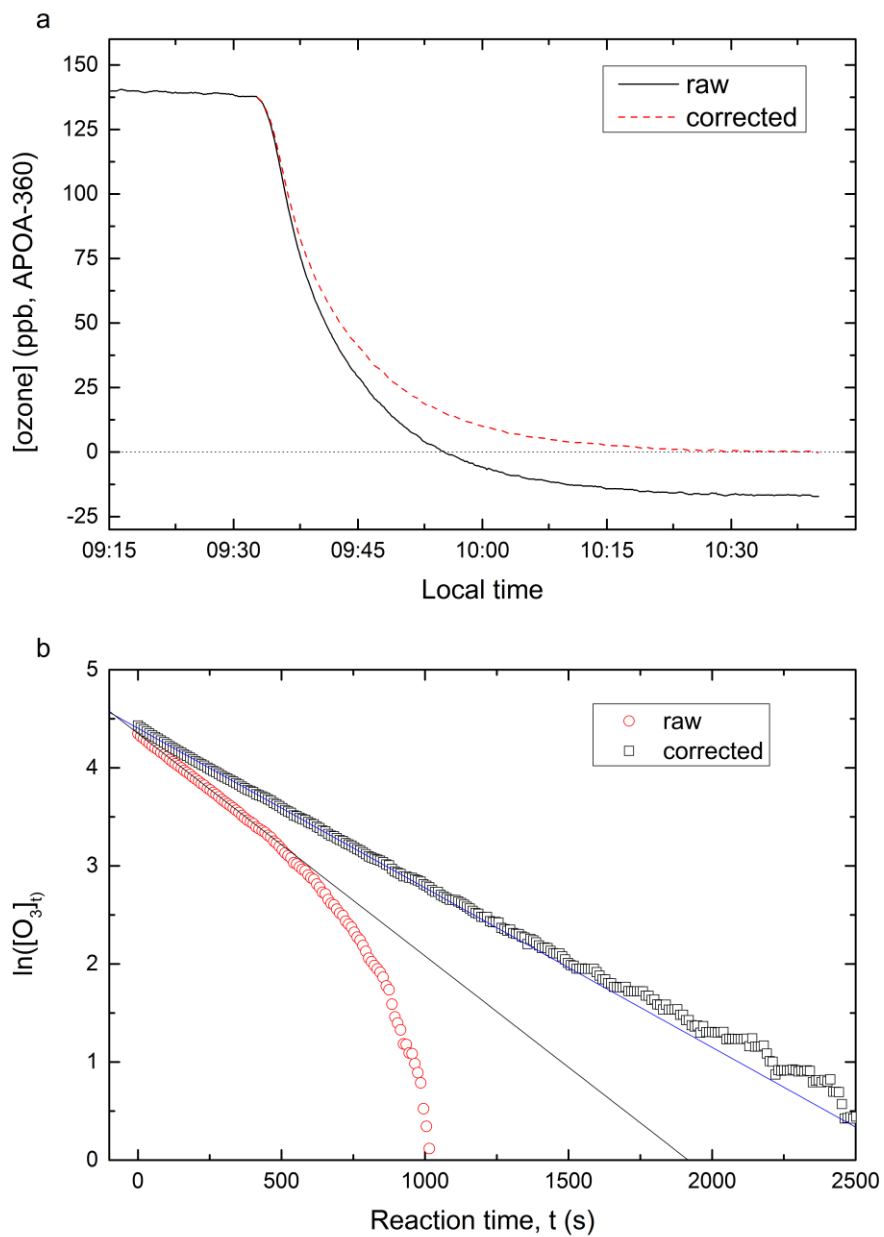 a
150
125
100
75
50
25
0
-25
[ozone] (ppb, APOA-360)
raw
corrected
09:15 09:30 09:45 10:00 10:15 10:30
Local time
b
5
4
3
2
1
0
ln([O₃]ₜ)
raw
corrected
0 500 1000 1500 2000 2500
Reaction time, t (s)